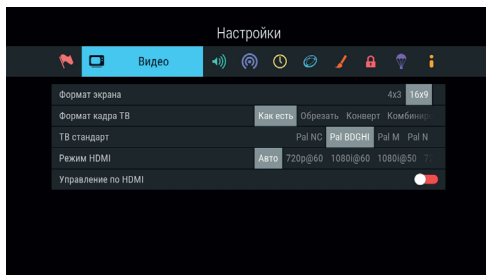 Настройки
Видео
Формат экрана 4x3 16x9
Формат кадра ТВ Как есть Обрезать Конверт
ТВ стандарт Pal NC Pal BDGHI Pal M Pal N
Режим HDMI Авто 720p@60 1080i@60 1080i@50
Управление по HDMI